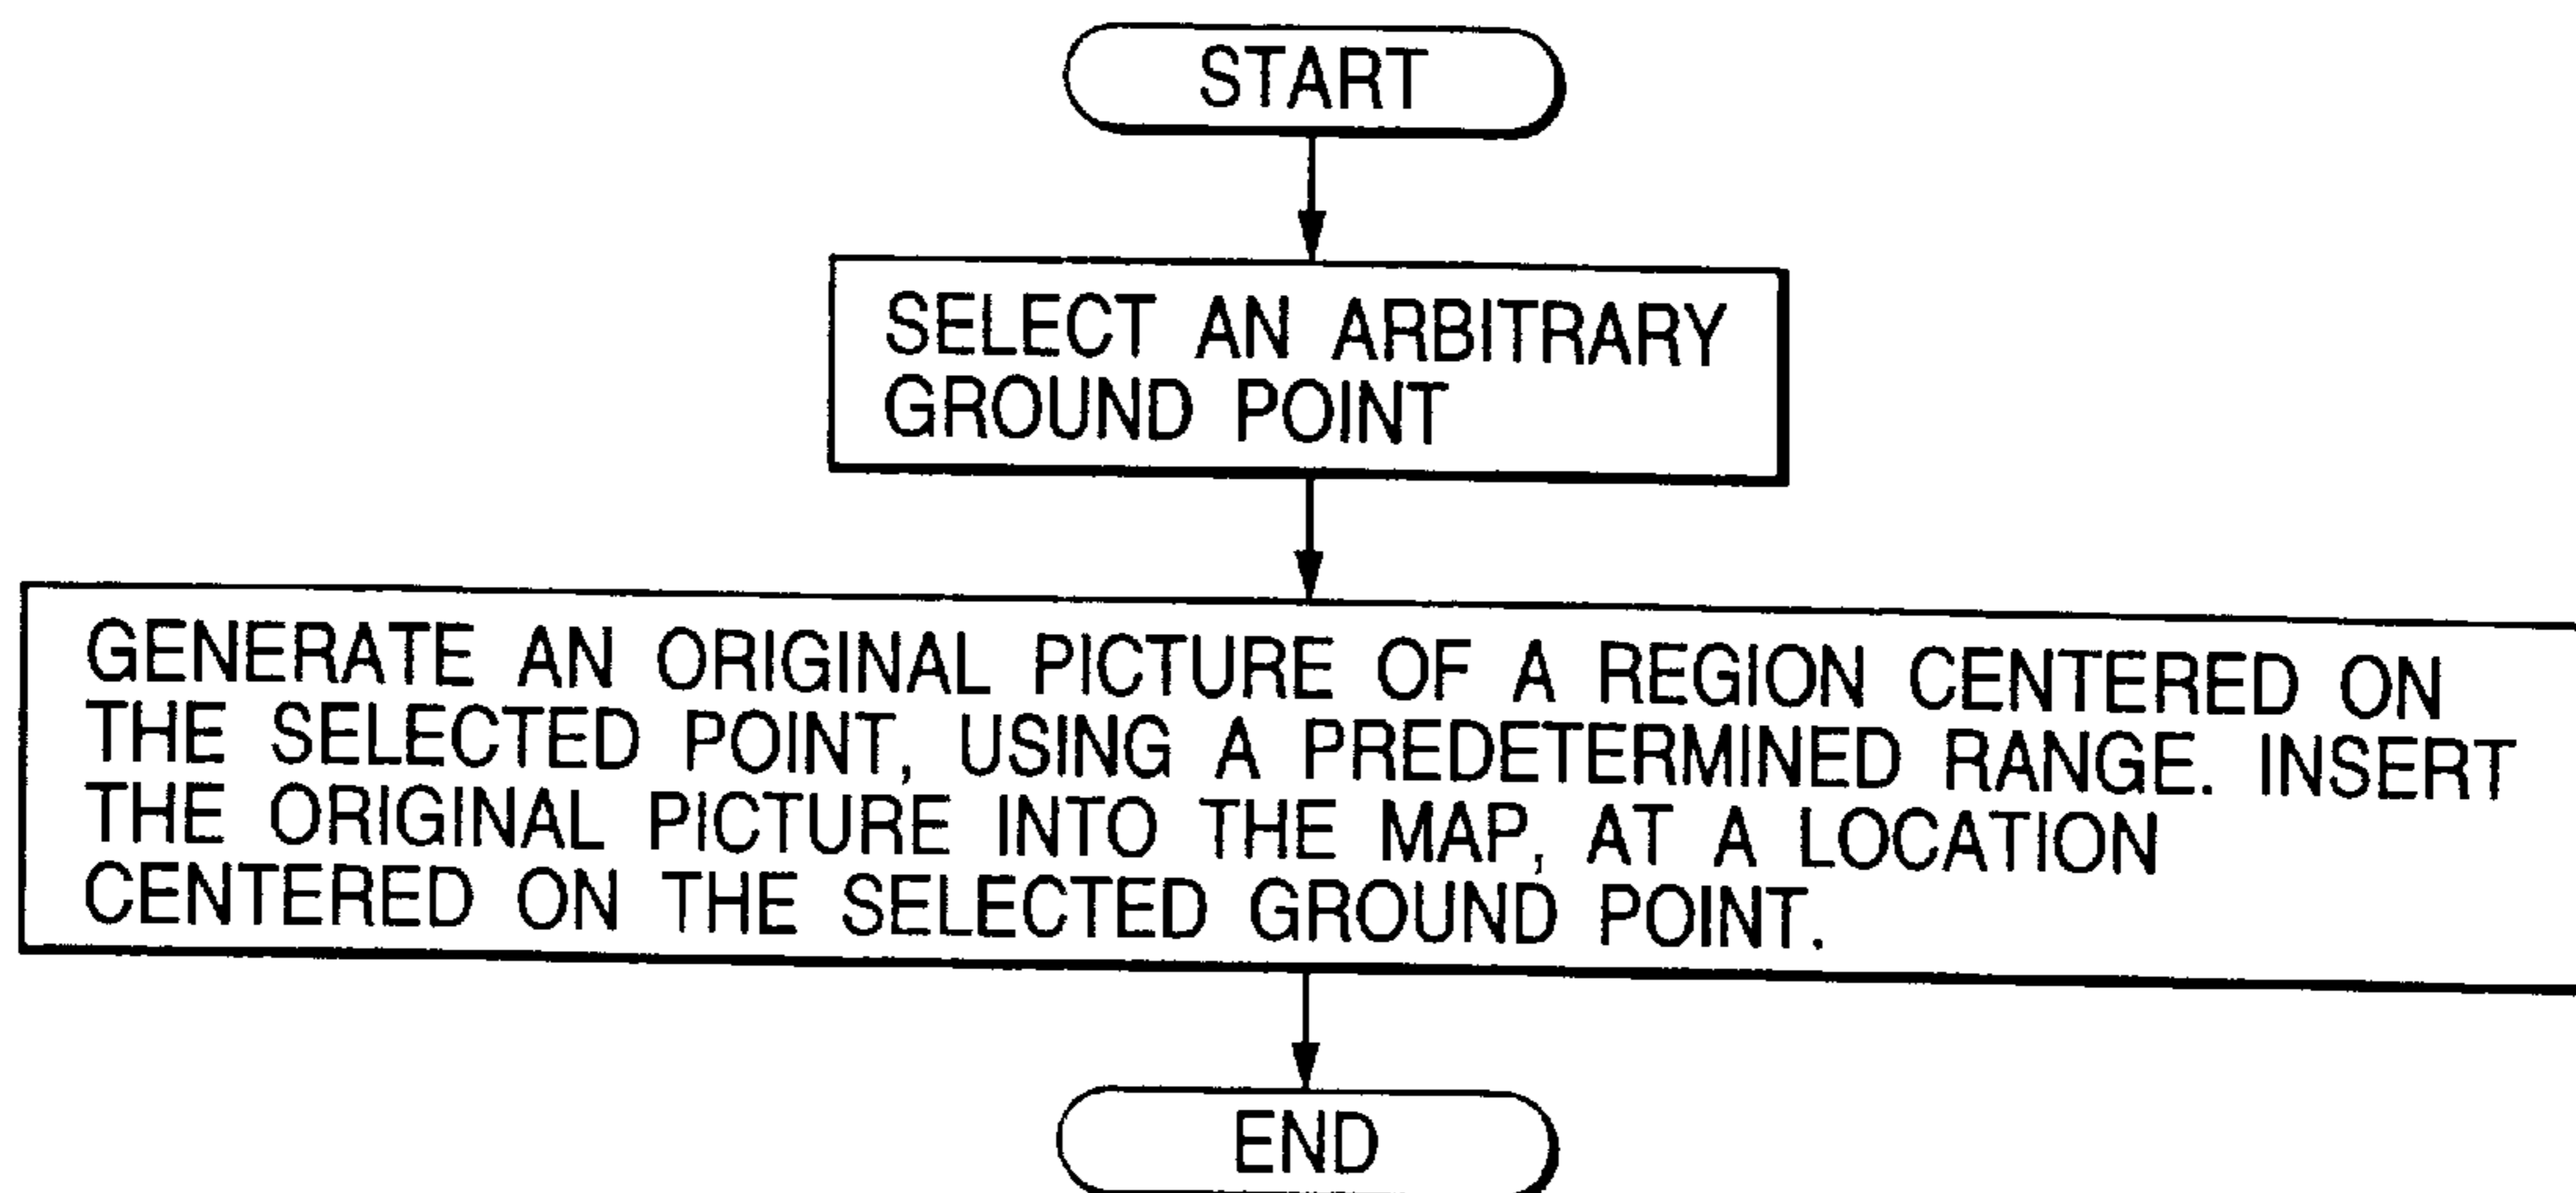 START
SELECT AN ARBITRARY
GROUND POINT
GENERATE AN ORIGINAL PICTURE OF A REGION CENTERED ON
THE SELECTED POINT, USING A PREDETERMINED RANGE. INSERT
THE ORIGINAL PICTURE INTO THE MAP, AT A LOCATION
CENTERED ON THE SELECTED GROUND POINT.
END